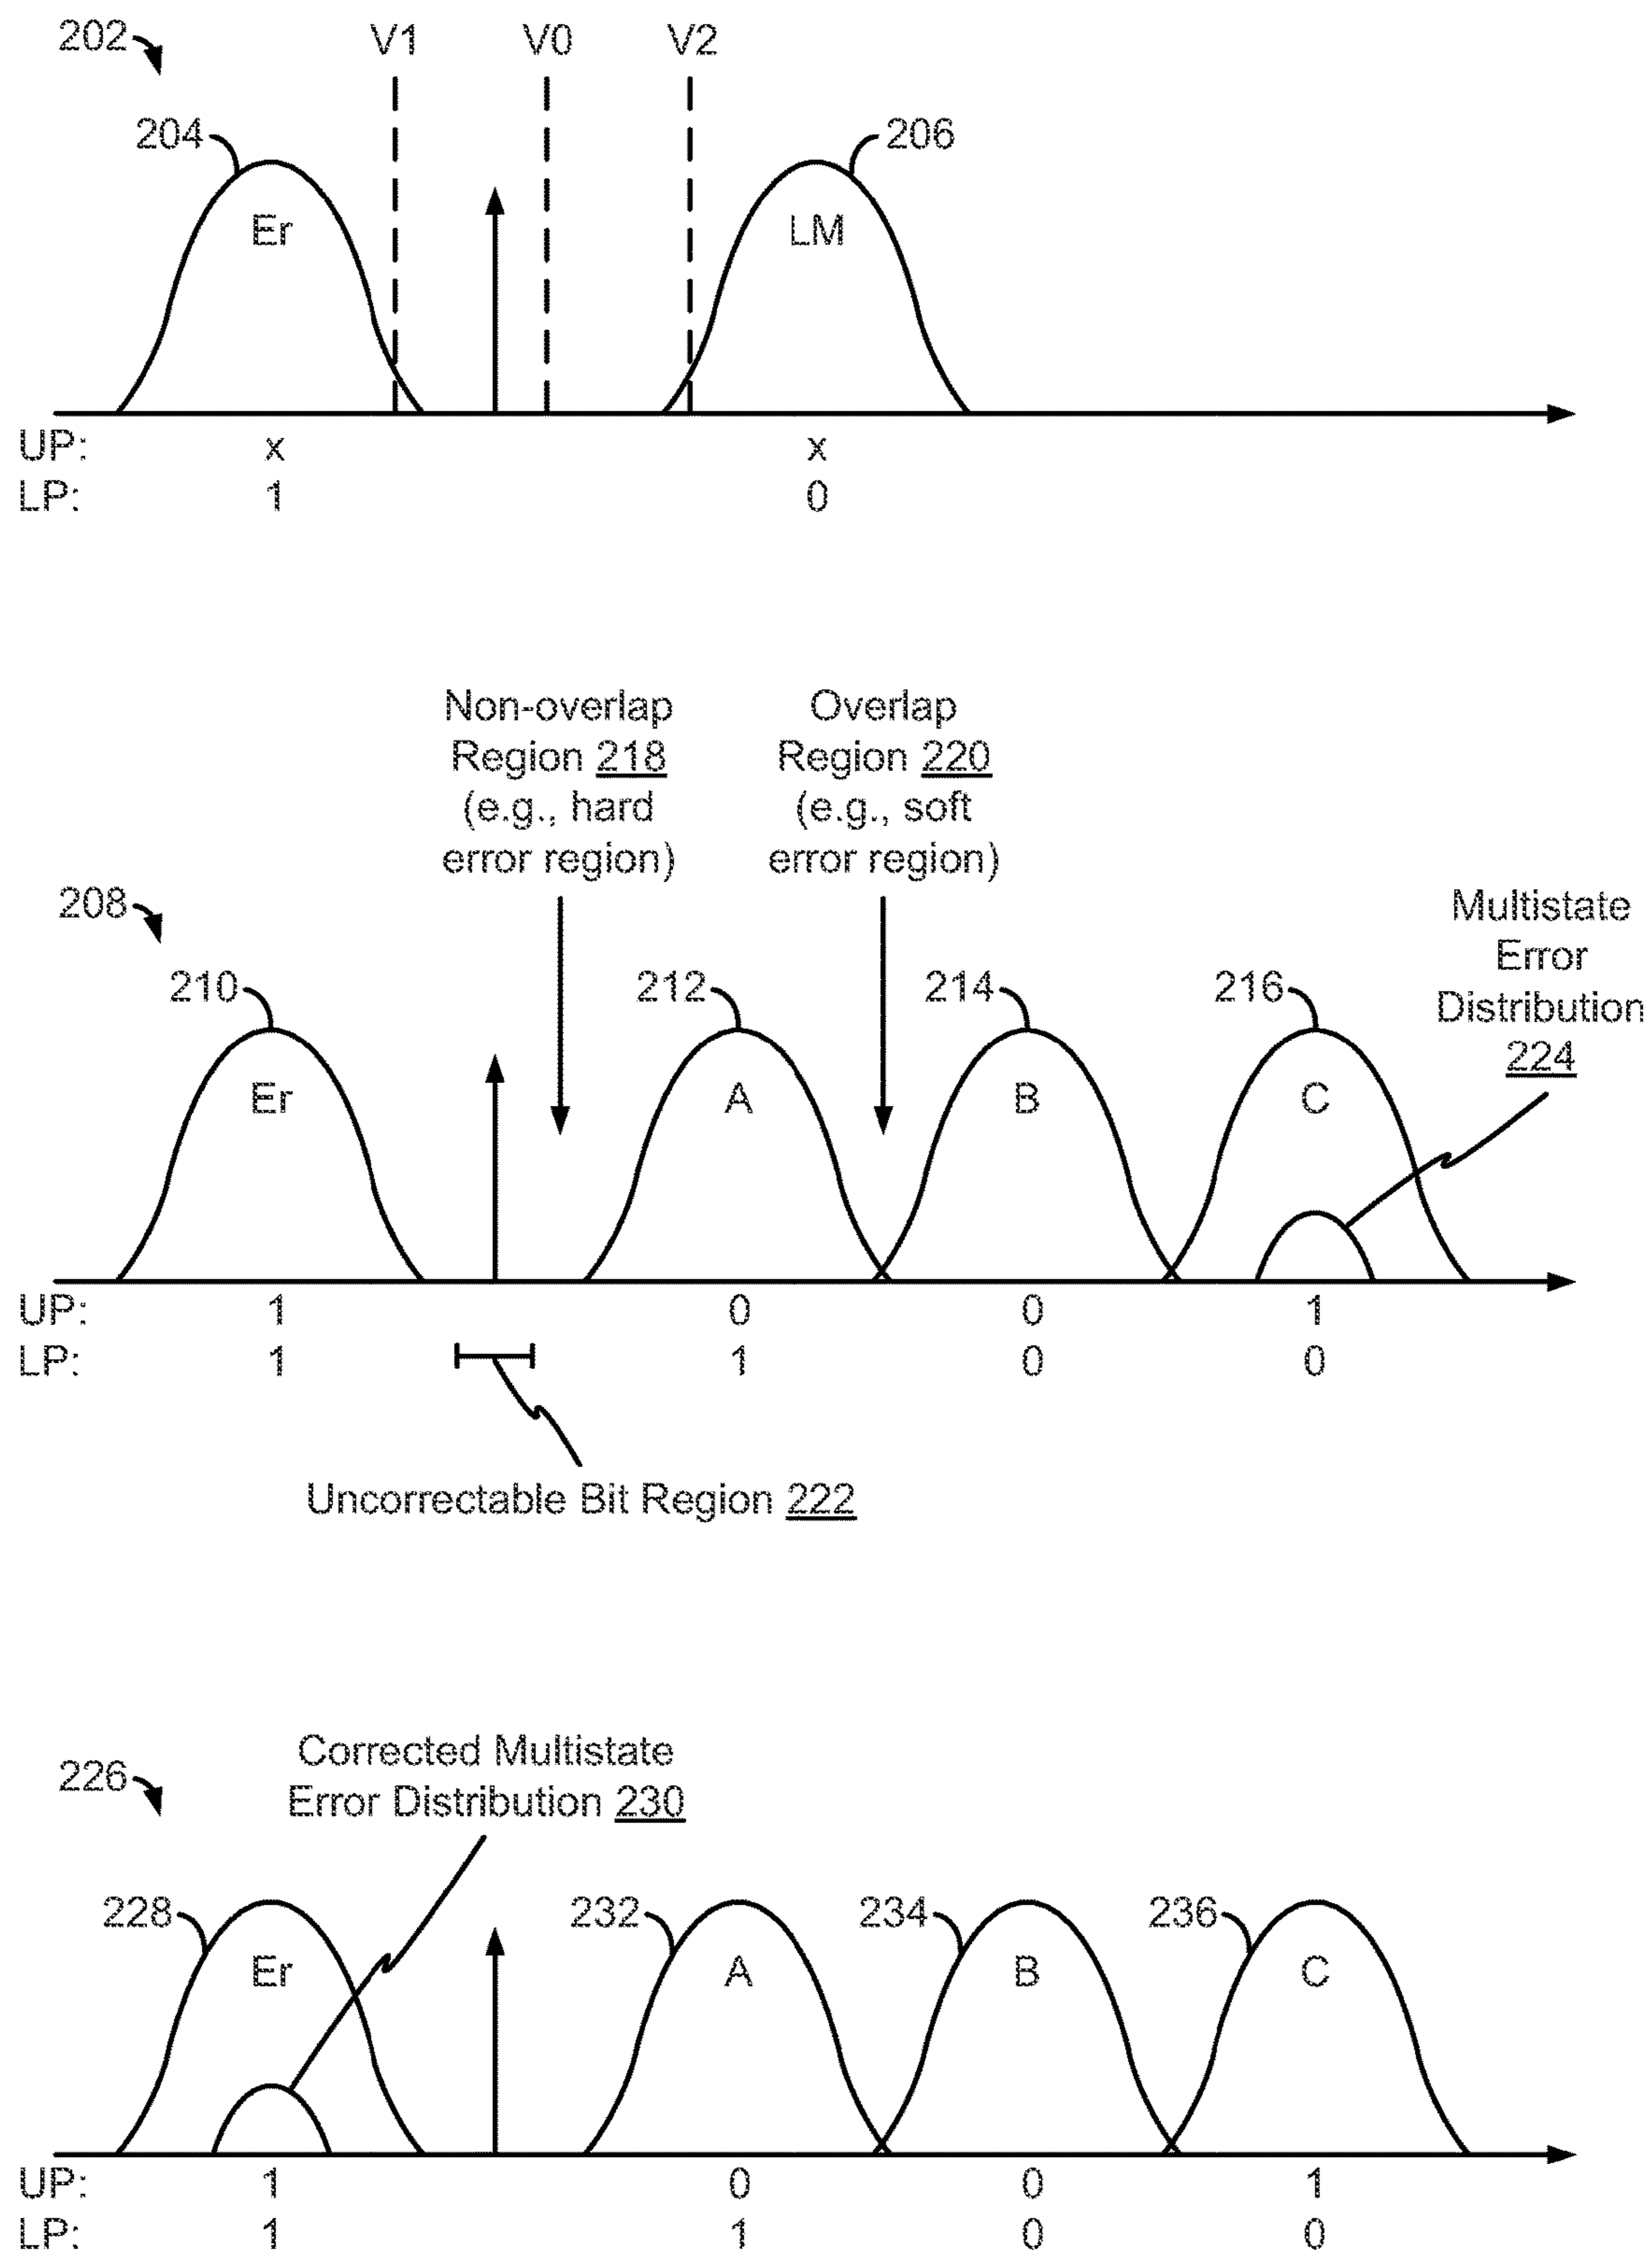 202
V1 V0 V2
204 206
Er LM
UP: x x
LP: 1 0
Non-overlap
Region 218
(e.g., hard
error region)
Overlap
Region 220
(e.g., soft
error region)
Multistate
Error
Distribution
224
208
210 212 214 216
Er A B C
UP: 1 0 0 1
LP: 1 1 0 0
Uncorrectable Bit Region 222
226
Corrected Multistate
Error Distribution 230
228 232 234 236
Er A B C
UP: 1 0 0 1
LP: 1 1 0 0